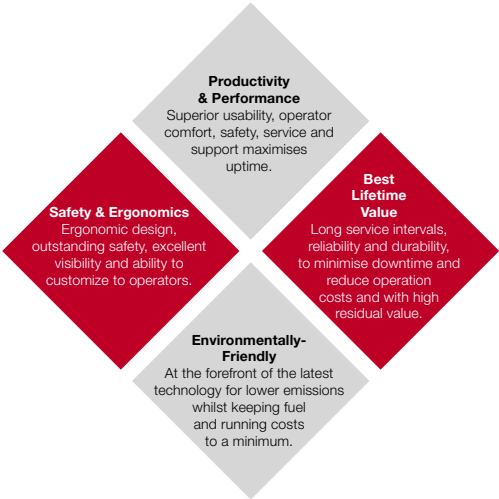 Productivity
& Performance
Superior usability, operator
comfort, safety, service and
support maximises
uptime.
Safety & Ergonomics
Ergonomic design,
outstanding safety, excellent
visibility and ability to
customize to operators.
Best
Lifetime
Value
Long service intervals,
reliability and durability,
to minimise downtime and
reduce operation
costs and with high
residual value.
Environmentally-
Friendly
At the forefront of the latest
technology for lower emissions
whilst keeping fuel
and running costs
to a minimum.